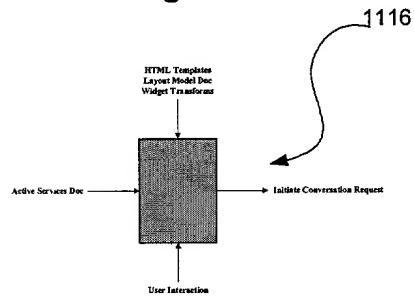 1116
HTML Templates
Layout Model Doc
Widget Transforms
Active Services Doc
Initiate Conversation Request
User Interaction